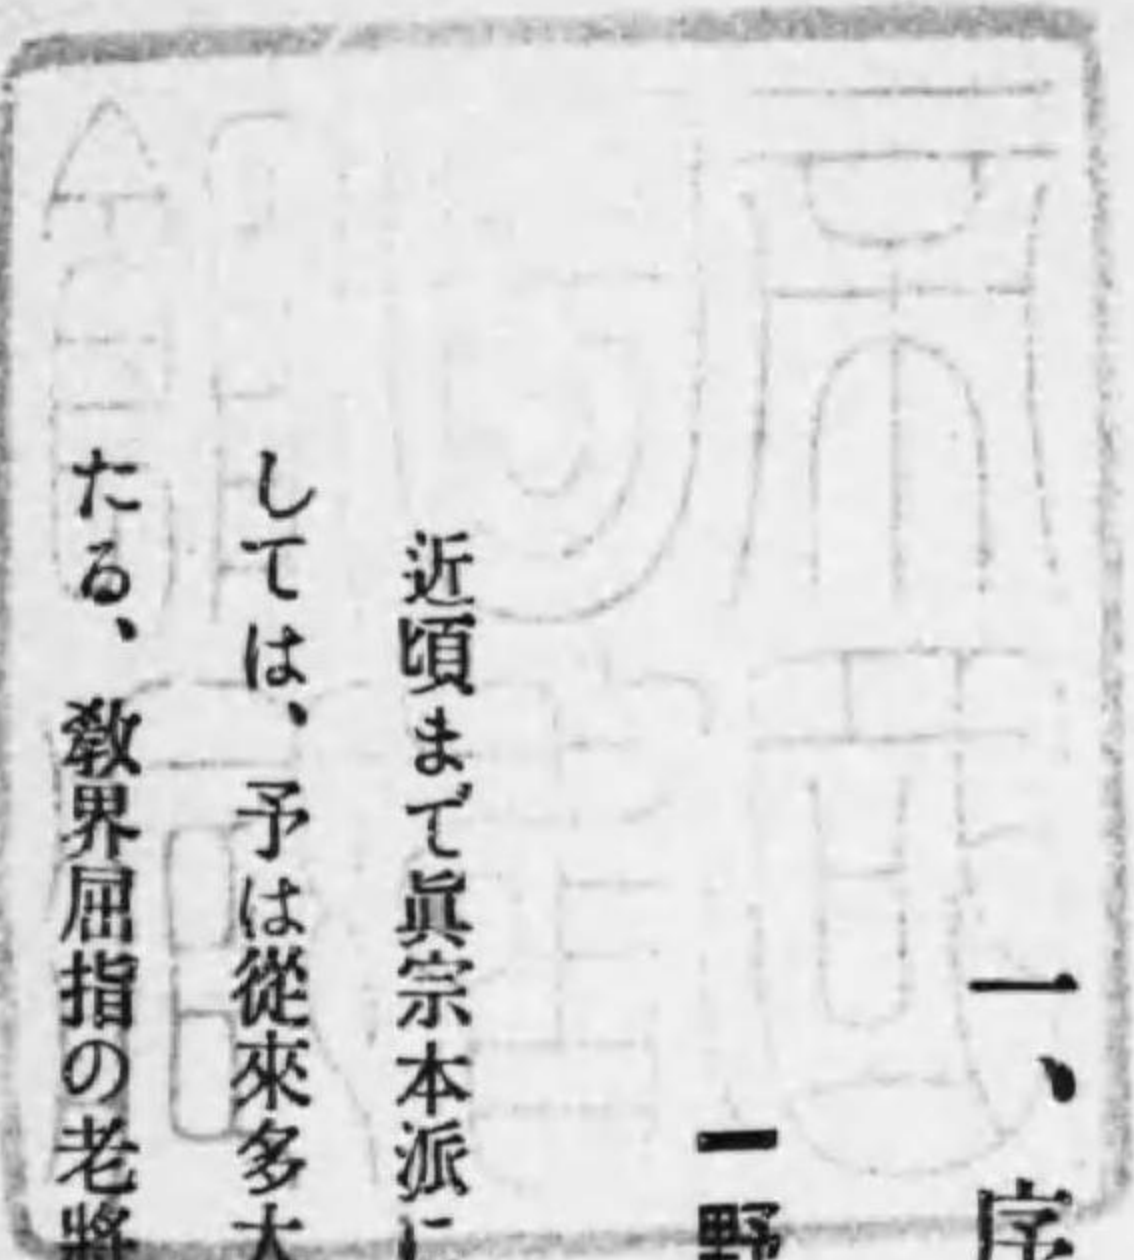 一、序
一野
近頃まで眞宗本派に
しては、予は從來多大
たる、敎界屈指の老將